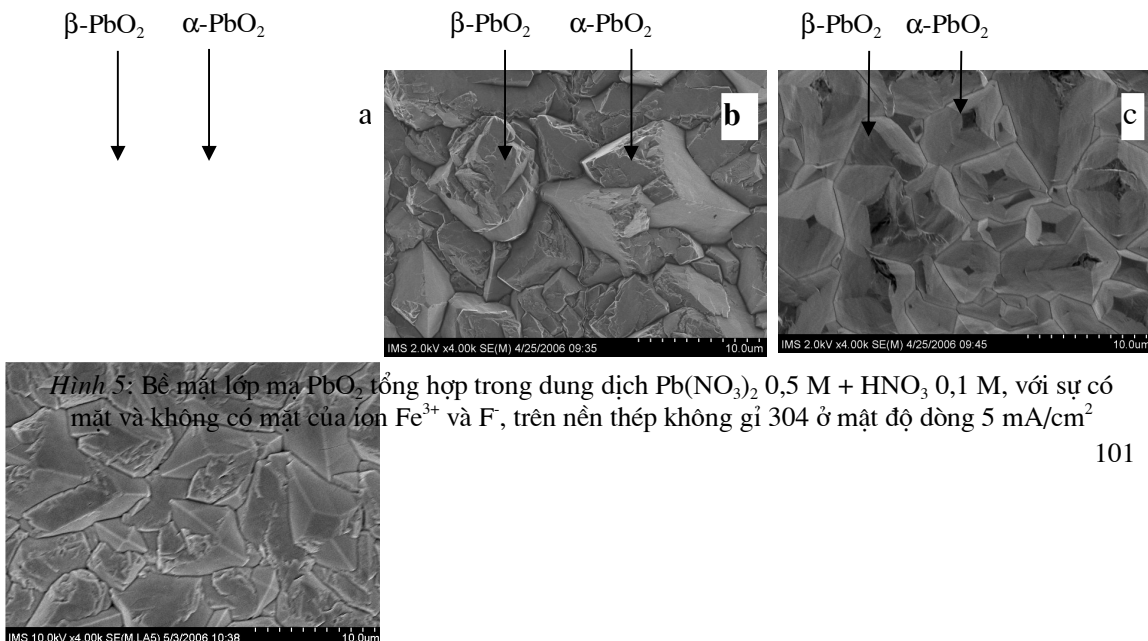 β-PbO₂ α-PbO₂ β-PbO₂ α-PbO₂ β-PbO₂ α-PbO₂
a b c
IMS 2.0kV x4.00k SE(M) 4/25/2006 09:35 10.0um
IMS 2.0kV x4.00k SE(M) 4/25/2006 09:45 10.0um
Hình 5: Bề mặt lớp mạ PbO₂ tổng hợp trong dung dịch Pb(NO₃)₂ 0,5 M + HNO₃ 0,1 M, với sự có
mặt và không có mặt của ion Fe³⁺ và F⁻, trên nền thép không gỉ 304 ở mật độ dòng 5 mA/cm²
101
IMS 10.0kV x4.00k SE(M,LA5) 5/3/2006 10:38 10.0um